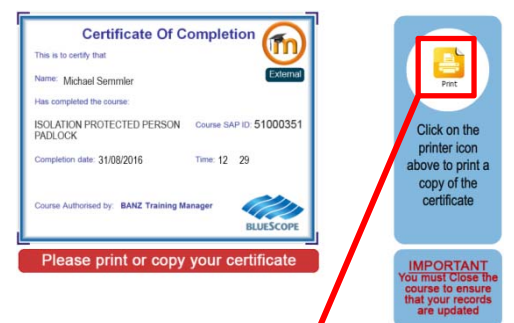 Certificate Of Completion
This is to certify that
External
Name: Michael Semmler
Has completed the course:
ISOLATION PROTECTED PERSON PADLOCK
Course SAP ID: 51000351
Completion date: 31/08/2016 Time: 12 29
Course Authorised by: BANZ Training Manager
BLUESCOPE
Please print or copy your certificate
Print
Click on the
printer icon
above to print a
copy of the
certificate
IMPORTANT
You must Close the
course to ensure
that your records
are updated